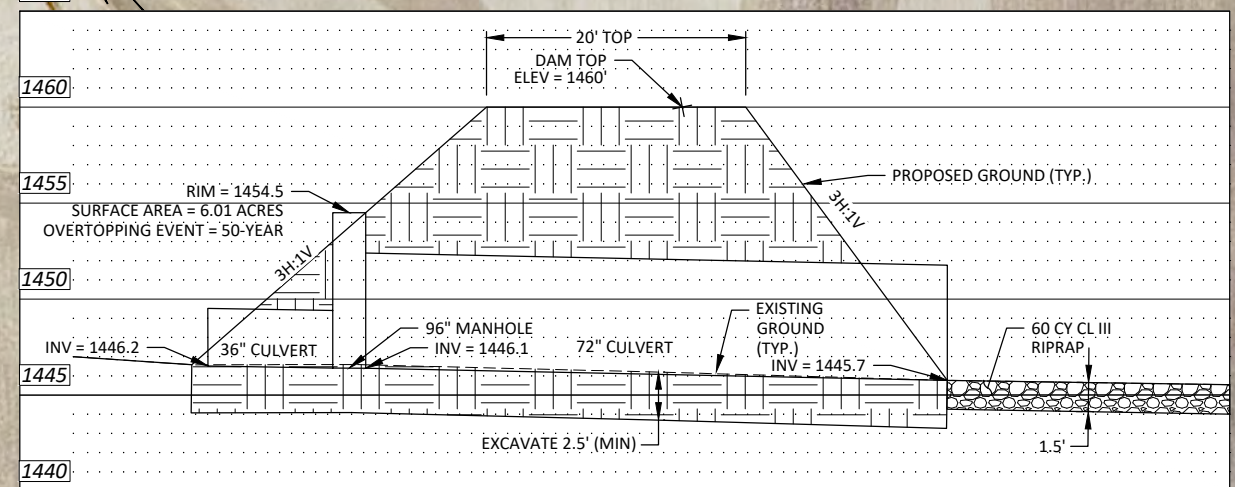 20' TOP
DAM TOP
ELEV = 1460'
1460
1455
RIM = 1454.5
SURFACE AREA = 6.01 ACRES
OVERTOPPING EVENT = 50-YEAR
PROPOSED GROUND (TYP.)
3H:1V
3H:1V
1450
EXISTING
GROUND
(TYP.)
96" MANHOLE
INV = 1446.1
60 CY CL III
RIPRAP
INV = 1446.2
36" CULVERT
72" CULVERT
INV = 1445.7
1445
EXCAVATE 2.5' (MIN)
1.5'
1440